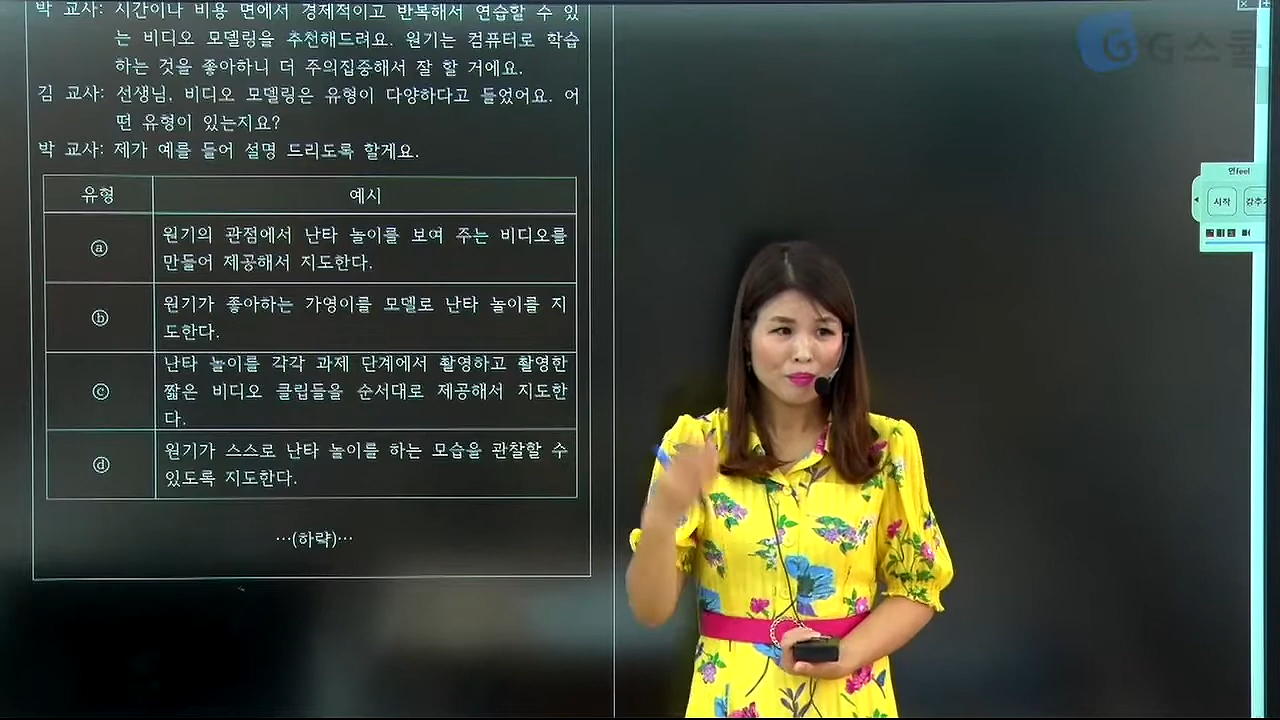 박 교사: 시간이나 비용 면에서 경제적이고 반복해서 연습할 수 있
는 비디오 모델링을 추천해드려요. 원기는 컴퓨터로 학습
하는 것을 좋아하니 더 주의집중해서 잘 할 거에요.
김 교사: 선생님, 비디오 모델링은 유형이 다양하다고 들었어요. 어
떤 유형이 있는지요?
박 교사: 제가 예를 들어 설명 드리도록 할게요.
유형 예시
ⓐ 원기의 관점에서 난타 놀이를 보여 주는 비디오를
만들어 제공해서 지도한다.
ⓑ 원기가 좋아하는 가영이를 모델로 난타 놀이를 지
도한다.
ⓒ 난타 놀이를 각각 과제 단계에서 촬영하고 촬영한
짧은 비디오 클립들을 순서대로 제공해서 지도한
다.
ⓓ 원기가 스스로 난타 놀이를 하는 모습을 관찰할 수
있도록 지도한다.
…(하략)…
G스쿨
연feel
시작